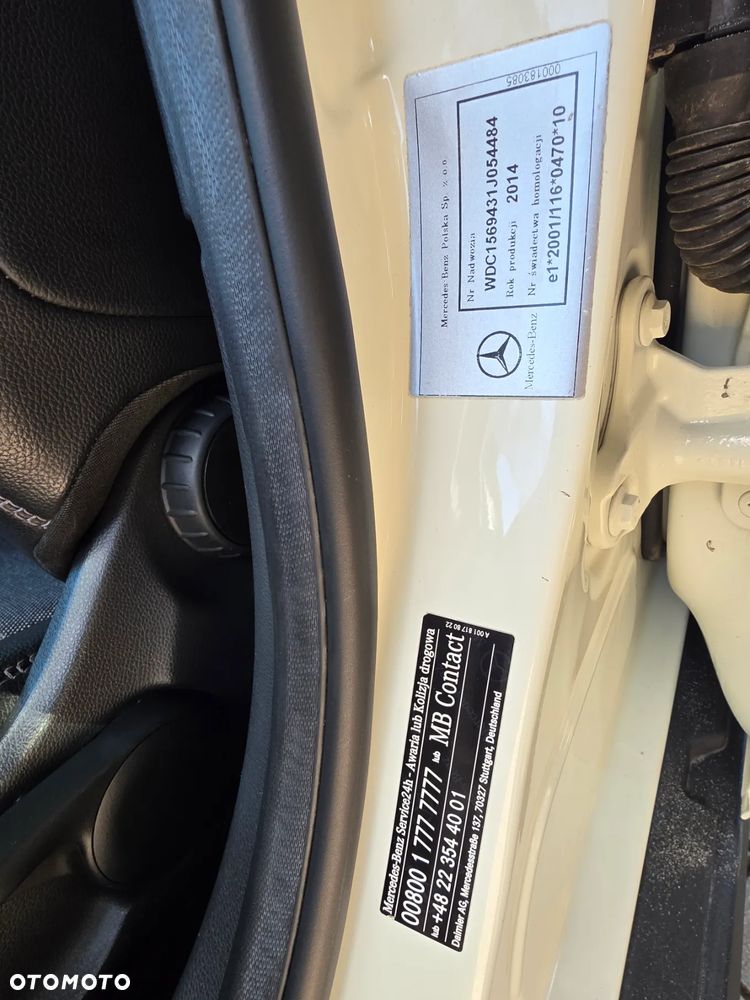 000183085
Mercedes-Benz Polska Sp. z o.o.
Nr Nadwozia
WDC1569431J054484
Rok produkcji 2014
Nr świadectwa homologacji
e1*2001/116*0470*10
Mercedes-Benz
A 001 817 80 22
Mercedes-Benz Service24h - Awaria lub Kolizja drogowa
00800 1 777 7777 lub MB Contact
lub +48 22 354 40 01
Daimler AG, Mercedesstraße 137, 70327 Stuttgart, Deutschland
OTOMOTO